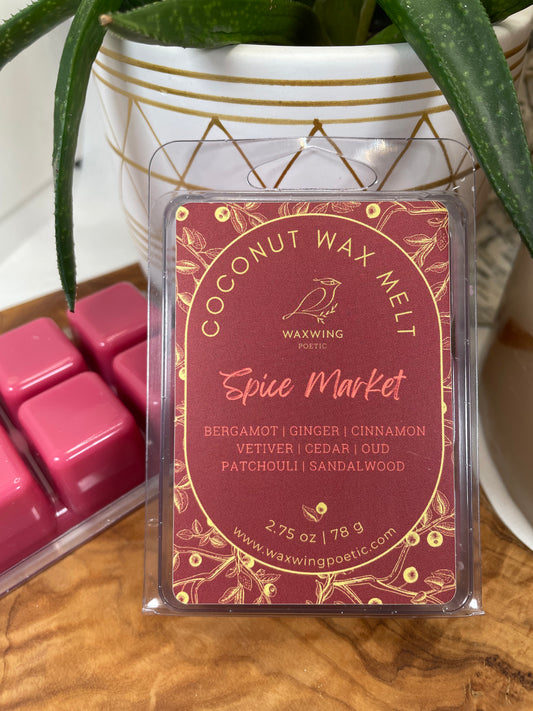 COCONUT WAX MELT
WAXWING
POETIC
Spice Market
BERGAMOT | GINGER | CINNAMON
VETIVER | CEDAR | OUD
PATCHOULI | SANDALWOOD
2.75 oz | 78 g
www.waxwingpoetic.com